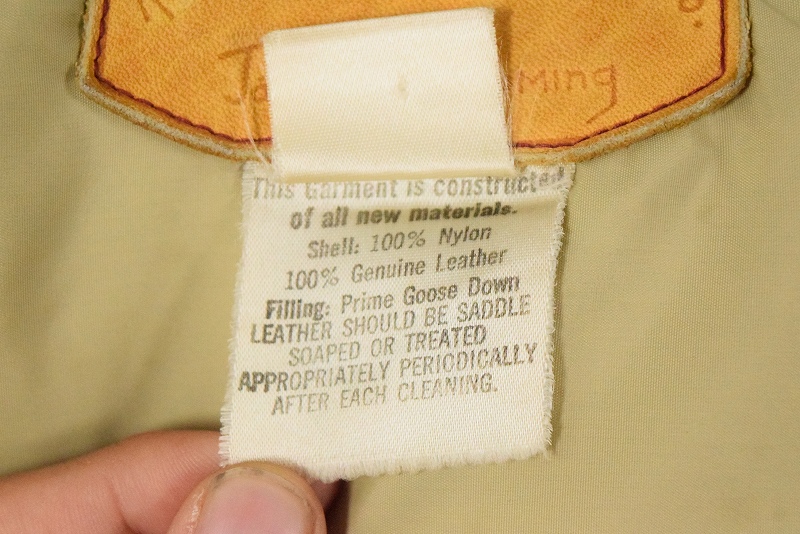 ming
This Garment is constructed
of all new materials.
Shell: 100% Nylon
100% Genuine Leather
Filling: Prime Goose Down
LEATHER SHOULD BE SADDLE
SOAPED OR TREATED
APPROPRIATELY PERIODICALLY
AFTER EACH CLEANING.